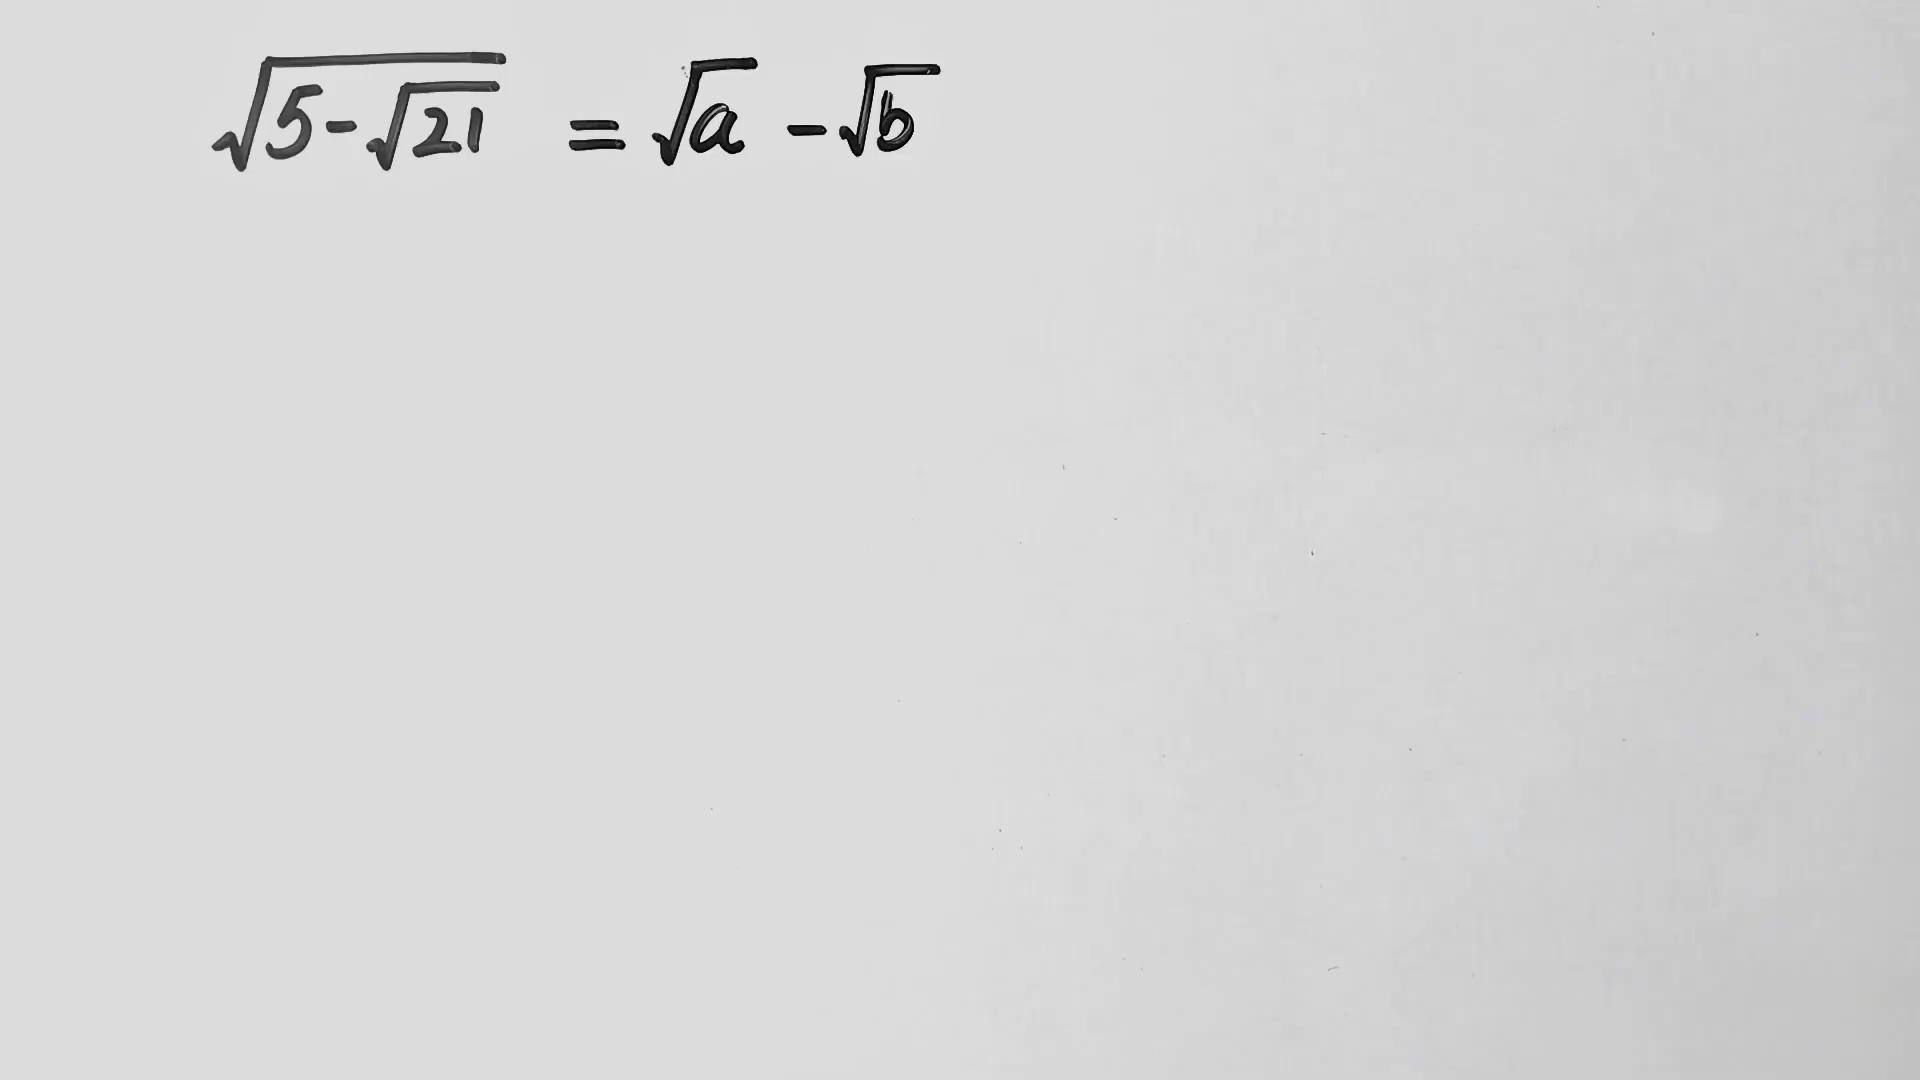 √(5-√21) = √a - √b